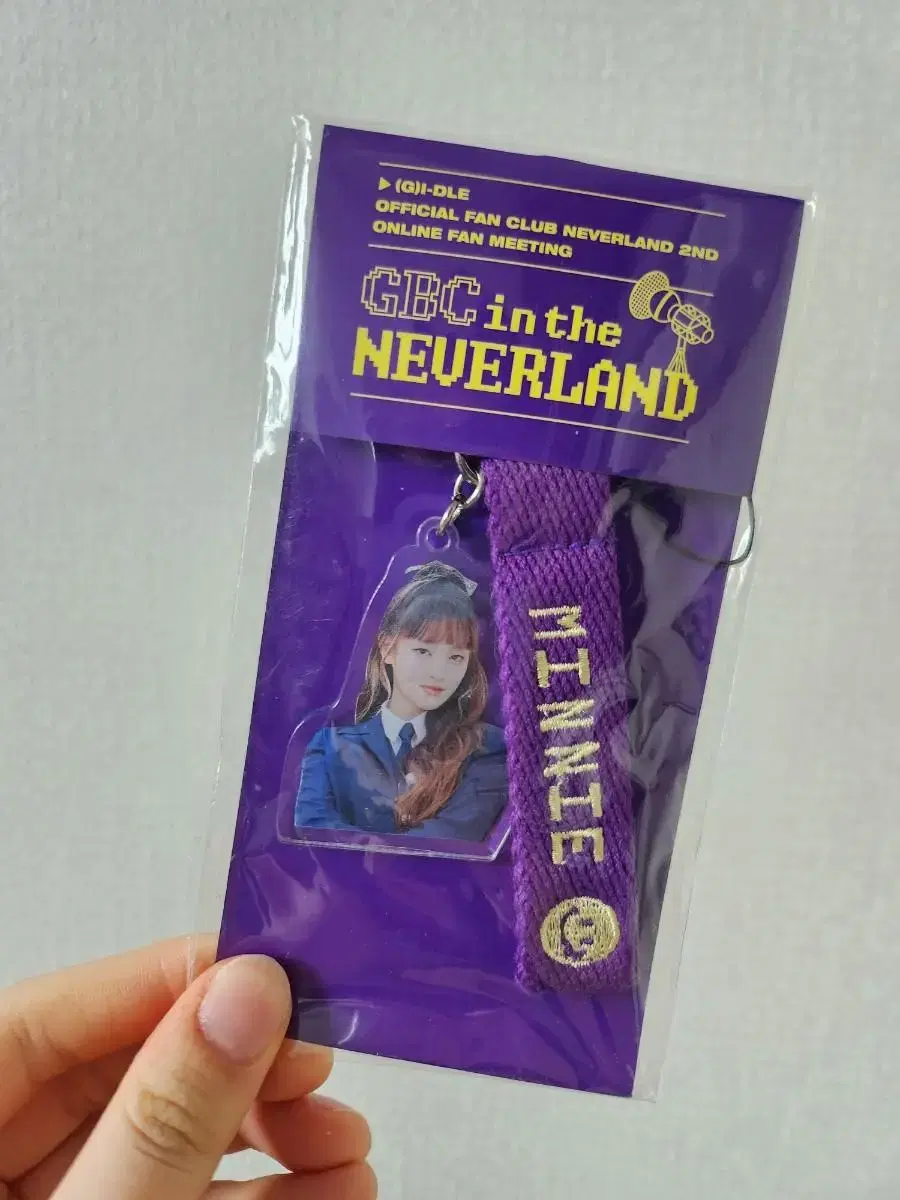 ▶ (G)I-DLE
OFFICIAL FAN CLUB NEVERLAND 2ND
ONLINE FAN MEETING
GBC in the
NEVERLAND
MINNIE